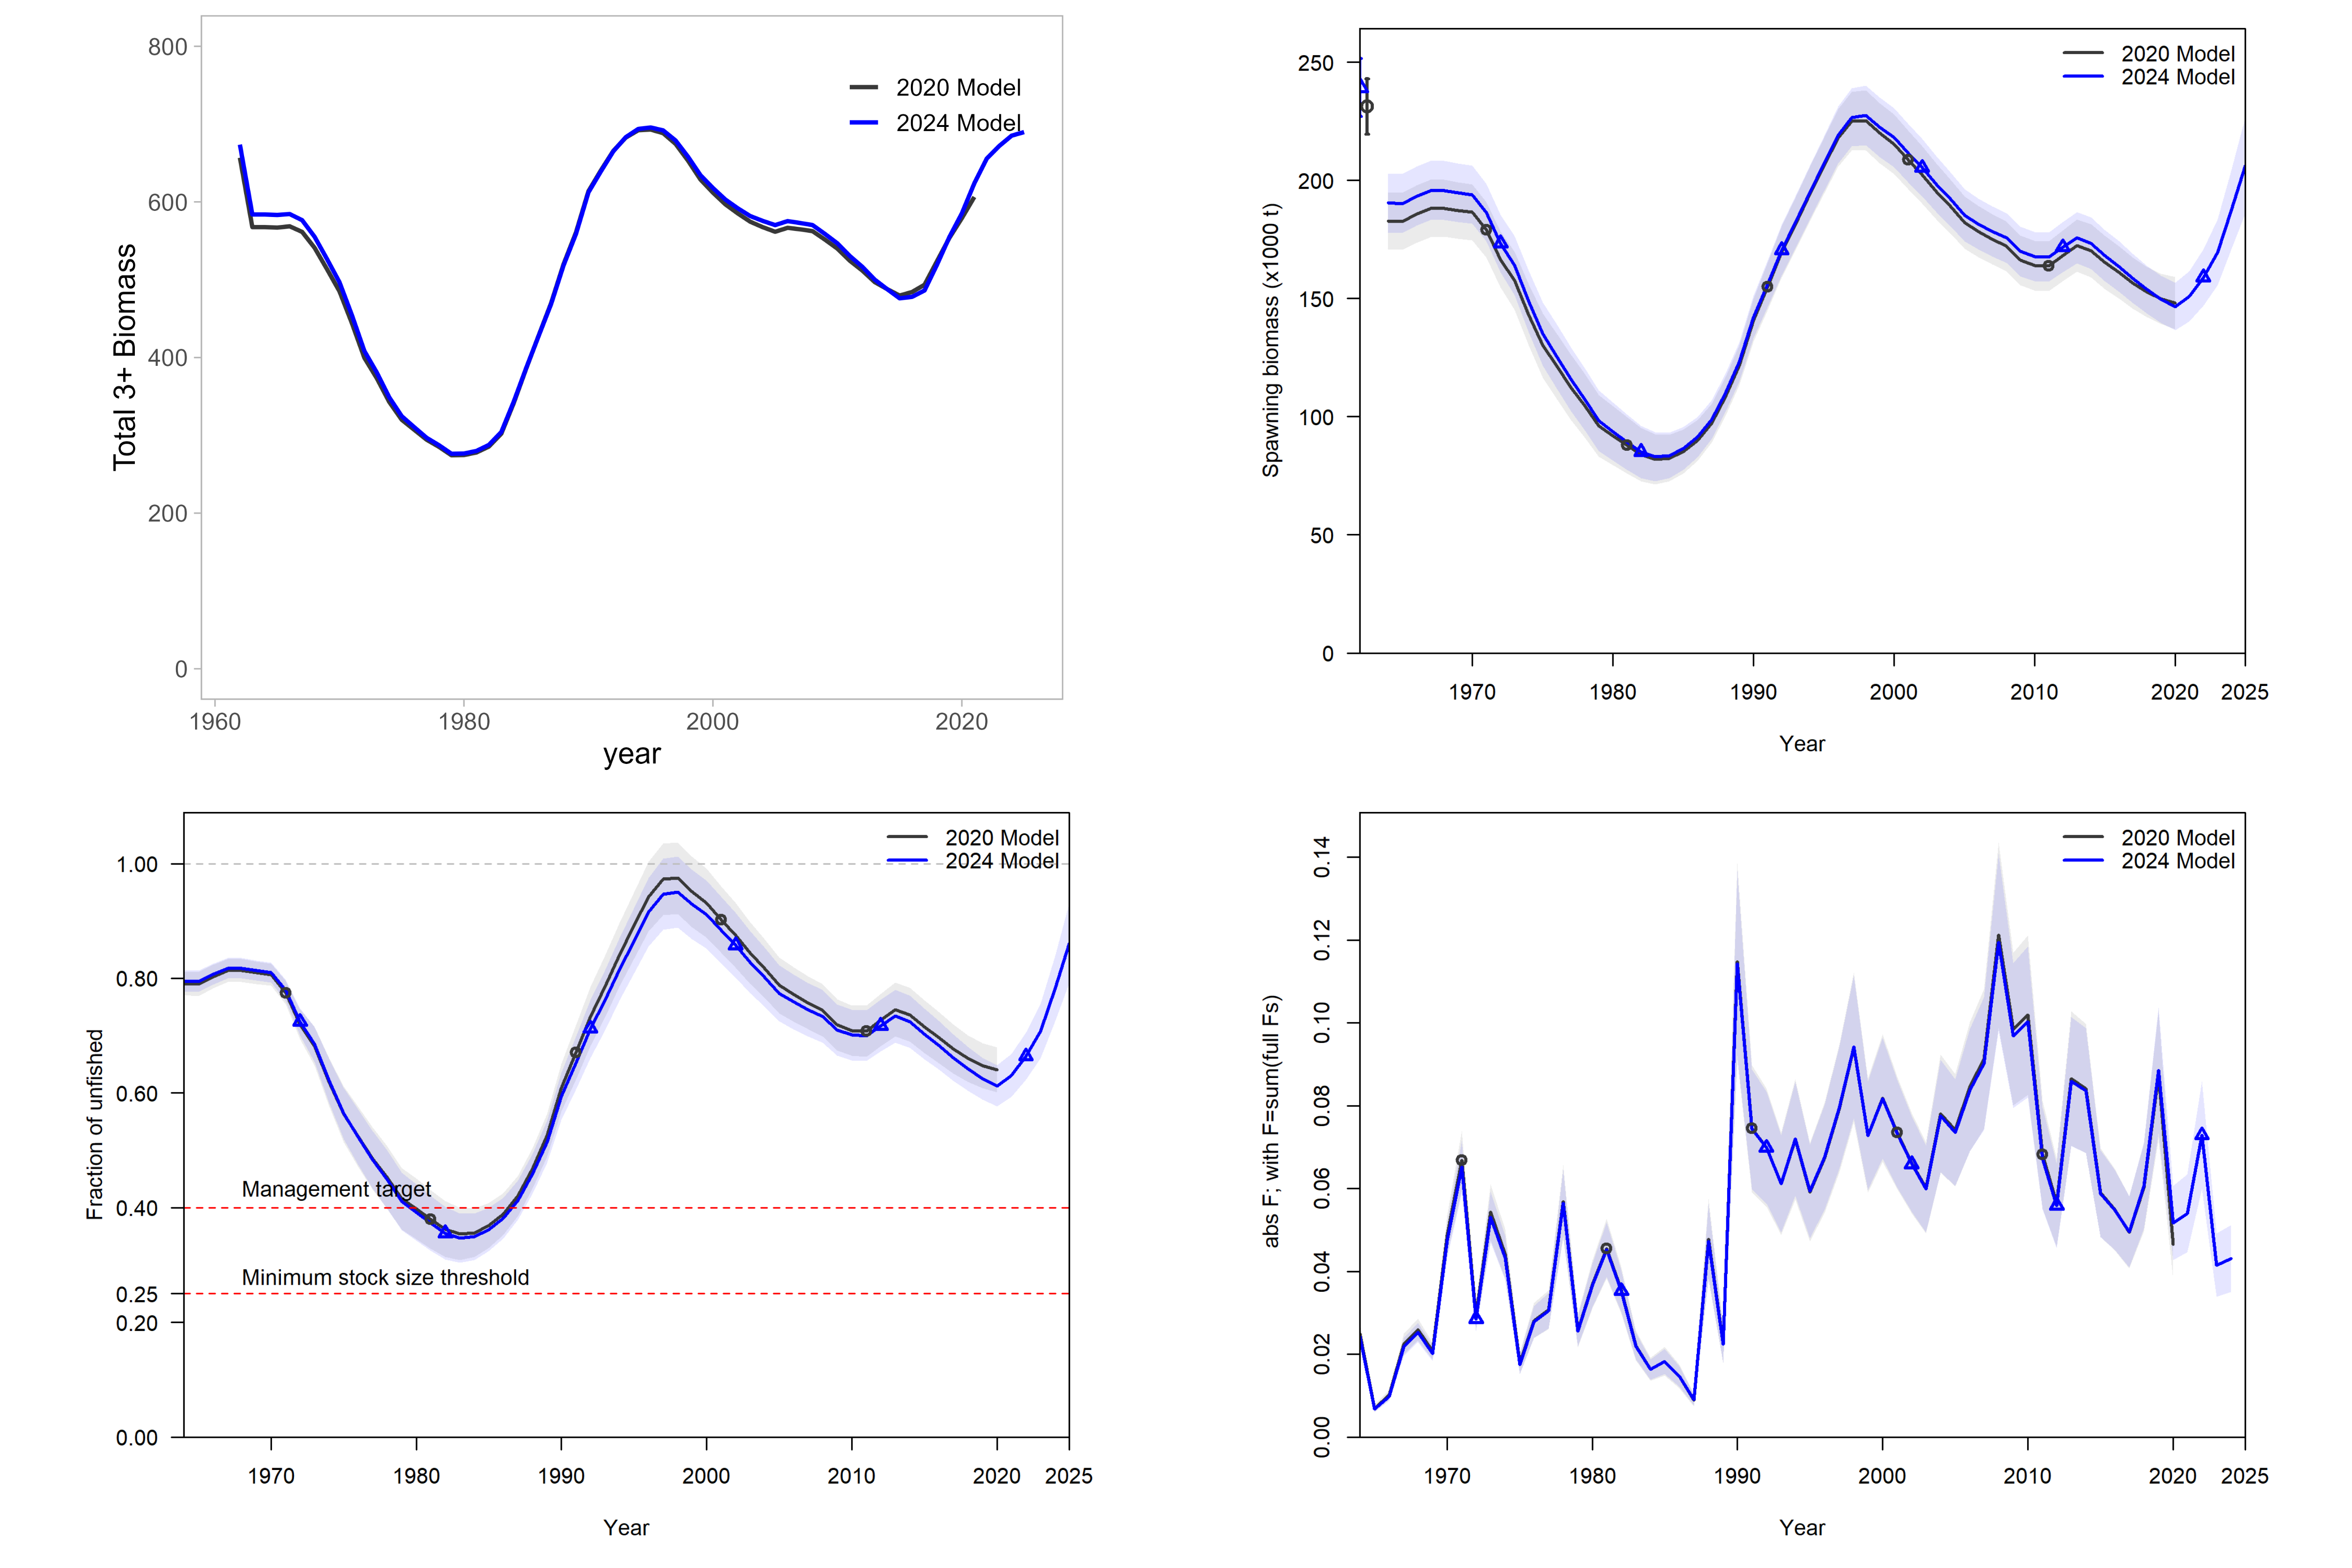 800
600
400
200
0
Total 3+ Biomass
2020 Model
2024 Model
1960
1980
2000
2020
year
250
200
150
100
50
0
Spawning biomass (x1000 t)
2020 Model
2024 Model
1970
1980
1990
2000
2010
2020
2025
Year
1.00
0.80
0.60
0.40
0.25
0.20
0.00
Fraction of unfished
2020 Model
2024 Model
Management target
Minimum stock size threshold
1970
1980
1990
2000
2010
2020
2025
Year
0.14
0.12
0.10
0.08
0.06
0.04
0.02
0.00
abs F; with F=sum(full Fs)
2020 Model
2024 Model
1970
1980
1990
2000
2010
2020
2025
Year